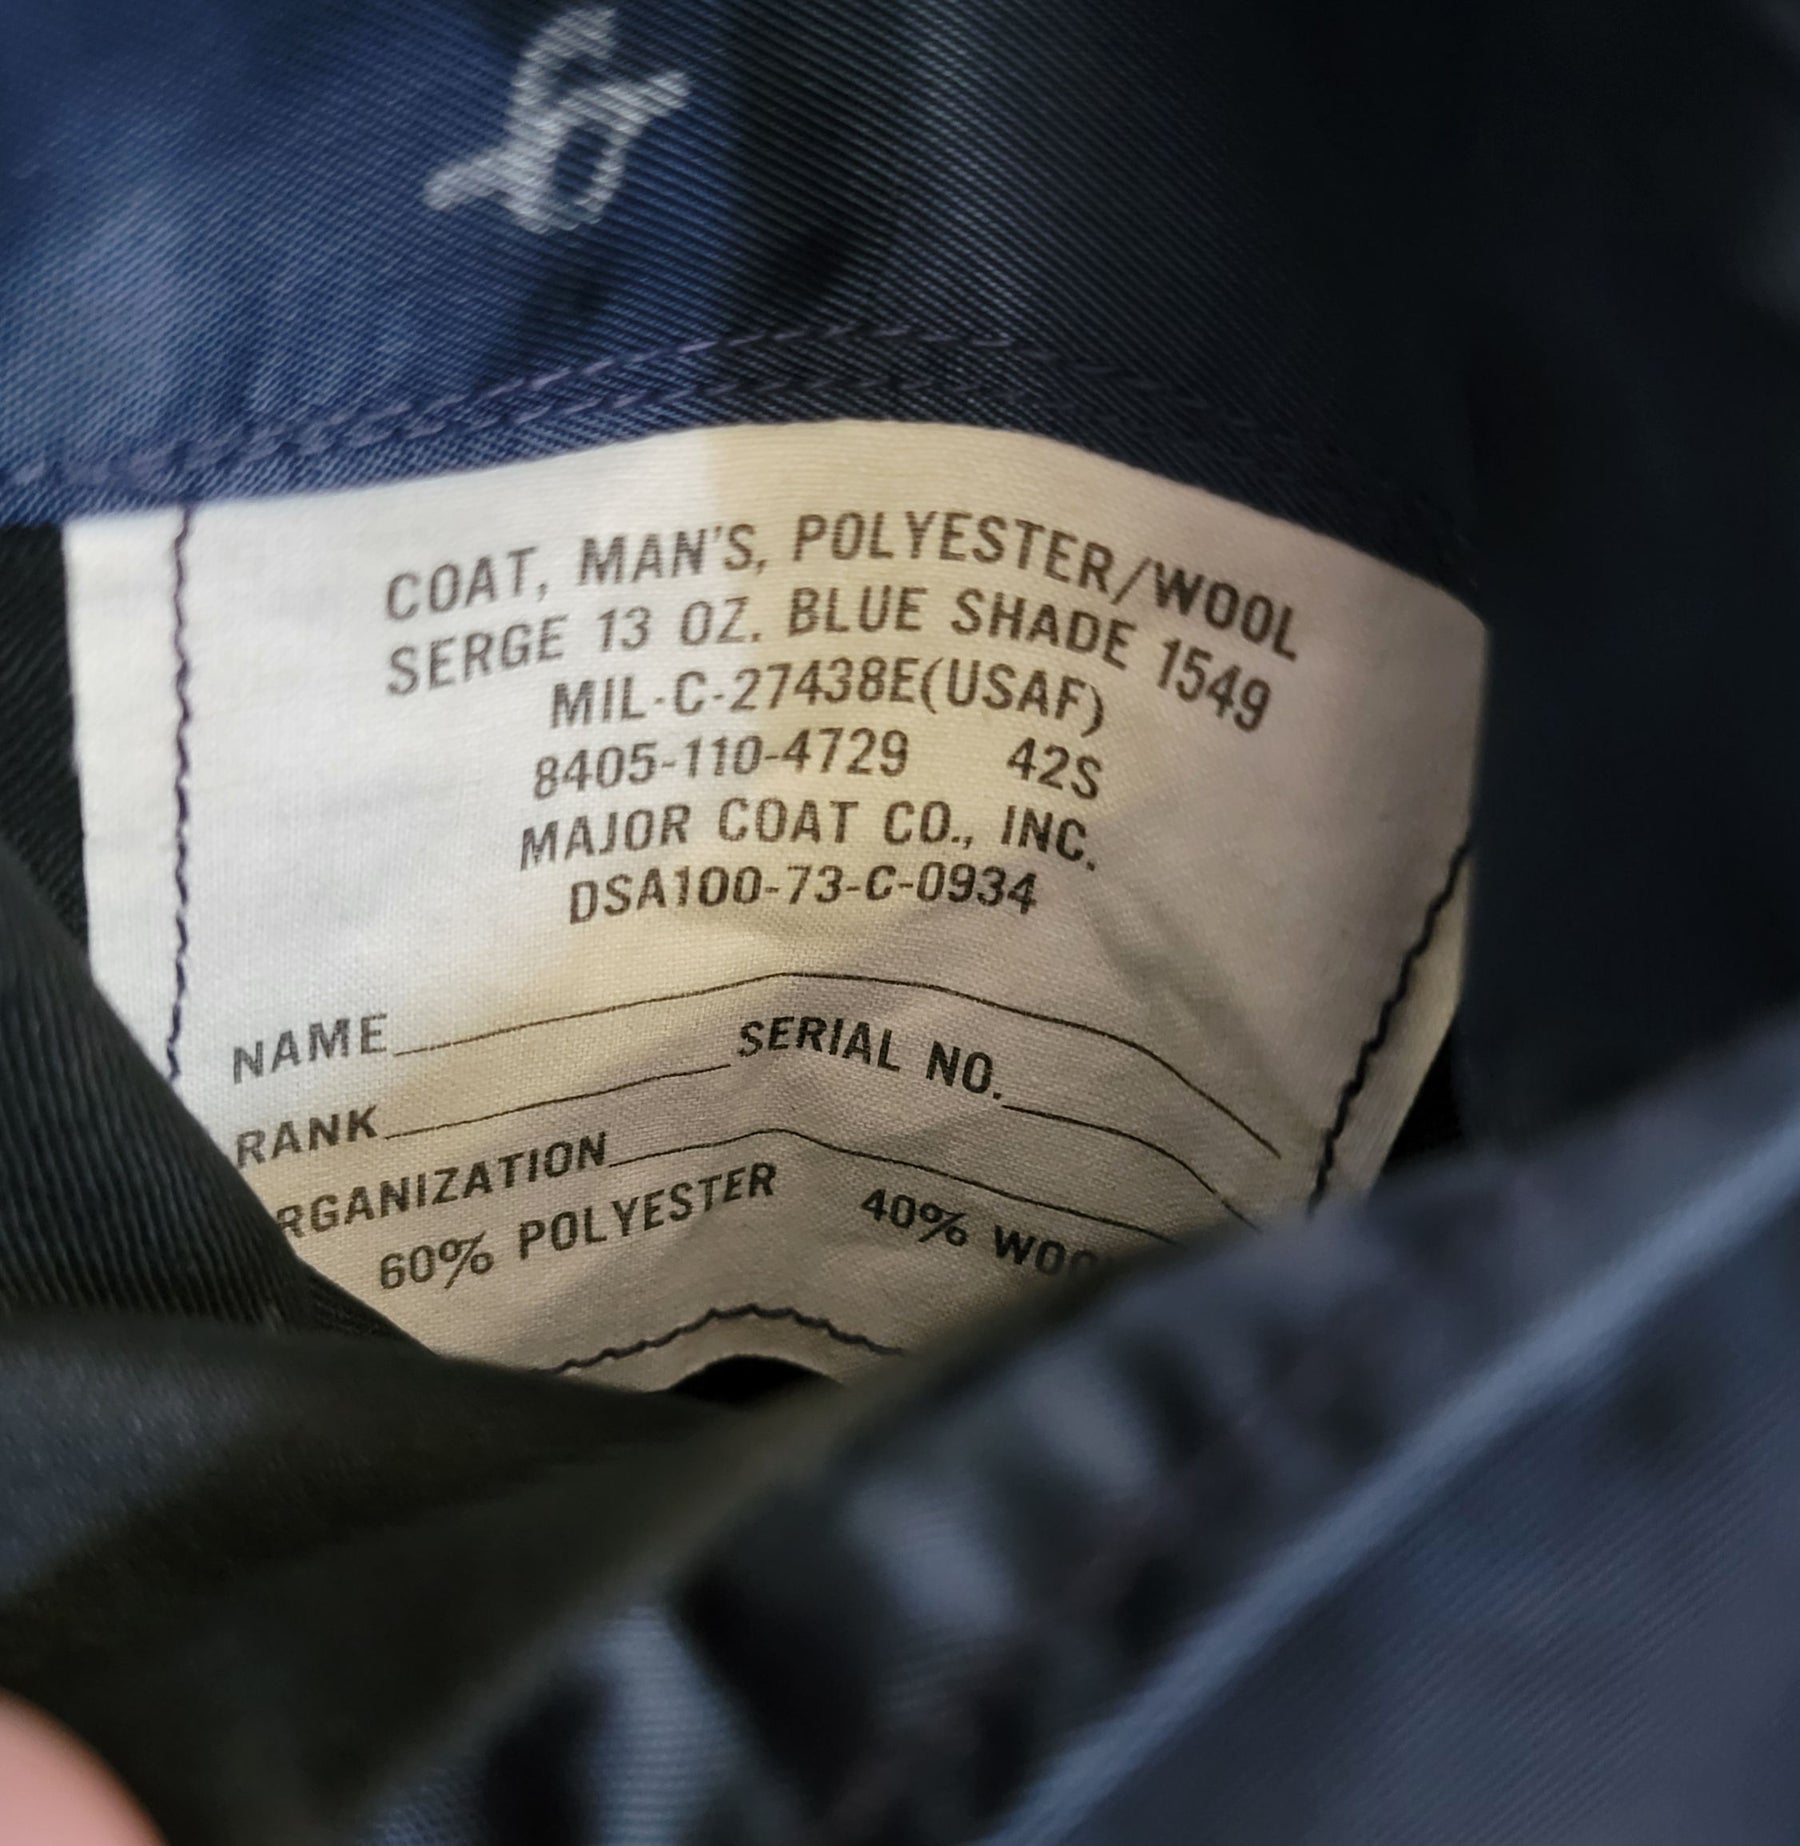 COAT, MAN'S, POLYESTER/WOOL
SERGE 13 OZ. BLUE SHADE 1549
MIL-C-27438E(USAF)
8405-110-4729 42S
MAJOR COAT CO., INC.
DSA100-73-C-0934
NAME
RANK SERIAL NO.
RGANIZATION
60% POLYESTER 40% WOO